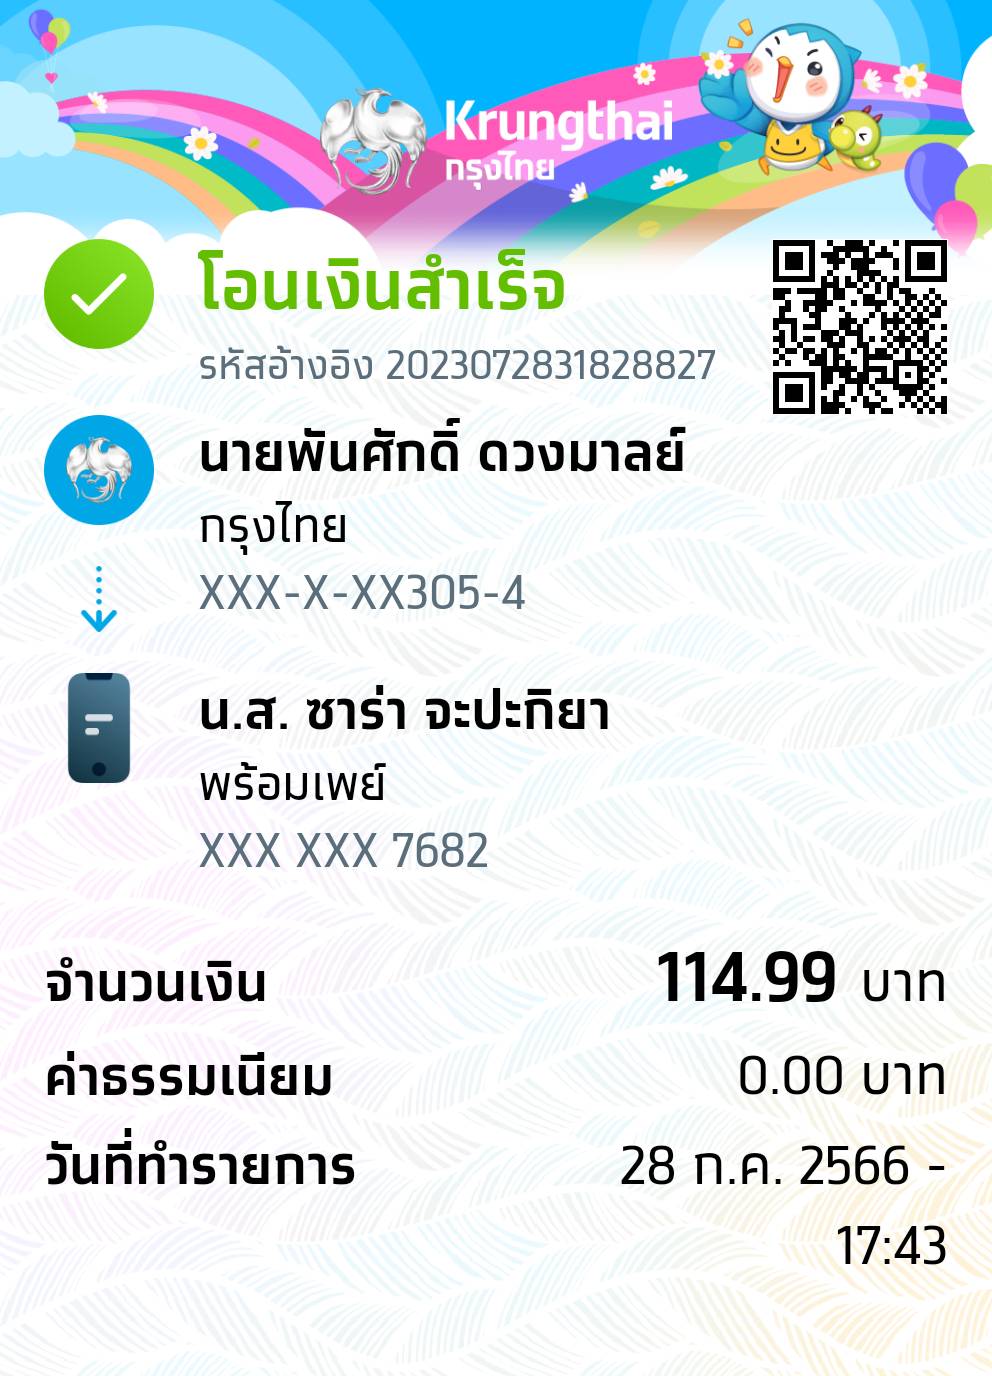 Krungthai
กรุงไทย
โอนเงินสำเร็จ
รหัสอ้างอิง 2023072831828827
นายพันศักดิ์ ดวงมาลย์
กรุงไทย
XXX-X-XX305-4
น.ส. ซาร่า จะปะกิยา
พร้อมเพย์
XXX XXX 7682
จำนวนเงิน 114.99 บาท
ค่าธรรมเนียม 0.00 บาท
วันที่ทำรายการ 28 ก.ค. 2566 -
17:43